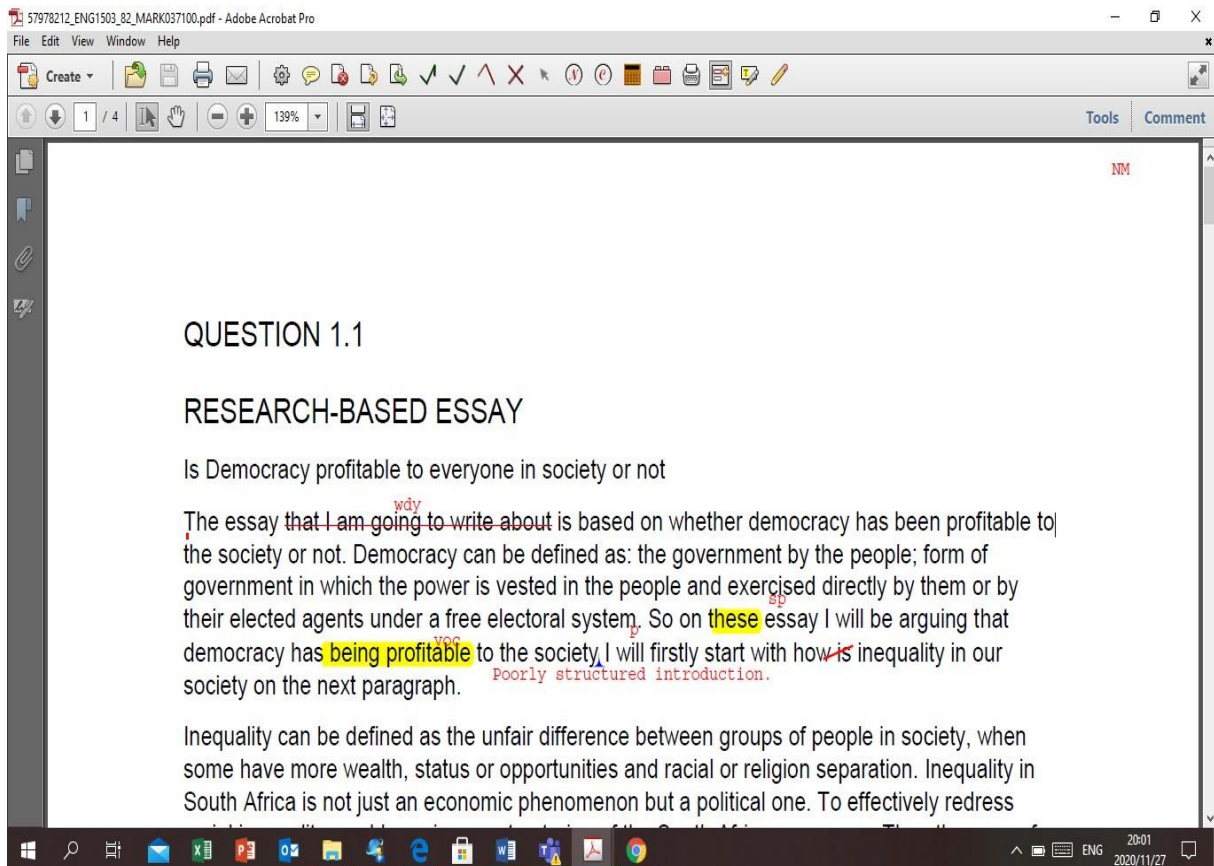 57978212_ENG1503_82_MARK037100.pdf - Adobe Acrobat Pro
File Edit View Window Help
Create
1 / 4 139% Tools Comment
NM
QUESTION 1.1
RESEARCH-BASED ESSAY
Is Democracy profitable to everyone in society or not
wdy
The essay that I am going to write about is based on whether democracy has been profitable to
the society or not. Democracy can be defined as: the government by the people; form of
government in which the power is vested in the people and exercised directly by them or by
sp
their elected agents under a free electoral system. So on these essay I will be arguing that
voc p
democracy has being profitable to the society I will firstly start with how is inequality in our
Poorly structured introduction.
society on the next paragraph.
Inequality can be defined as the unfair difference between groups of people in society, when
some have more wealth, status or opportunities and racial or religion separation. Inequality in
South Africa is not just an economic phenomenon but a political one. To effectively redress
ENG 20:01
2020/11/27